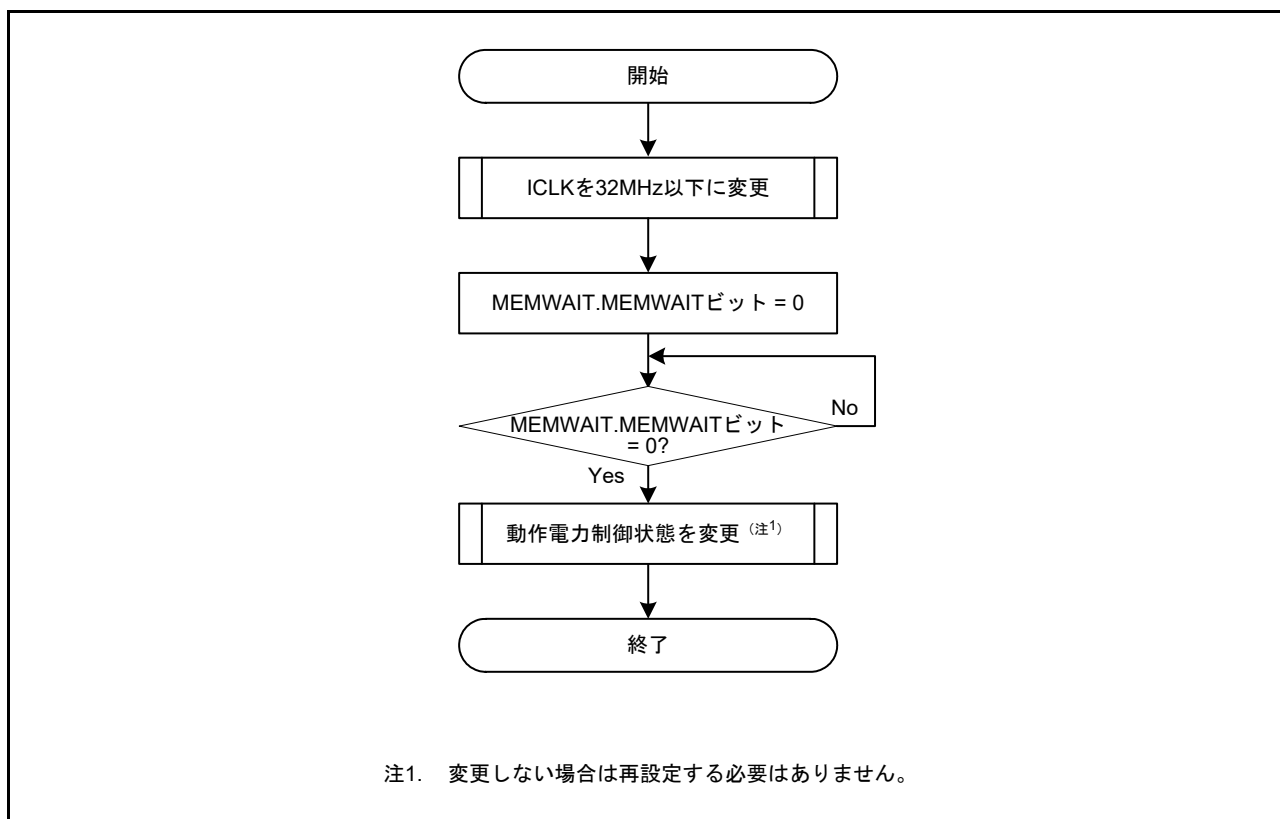 開始
ICLKを32MHz以下に変更
MEMWAIT.MEMWAITビット = 0
MEMWAIT.MEMWAITビット
= 0?
No
Yes
動作電力制御状態を変更（注1）
終了
注1. 変更しない場合は再設定する必要はありません。